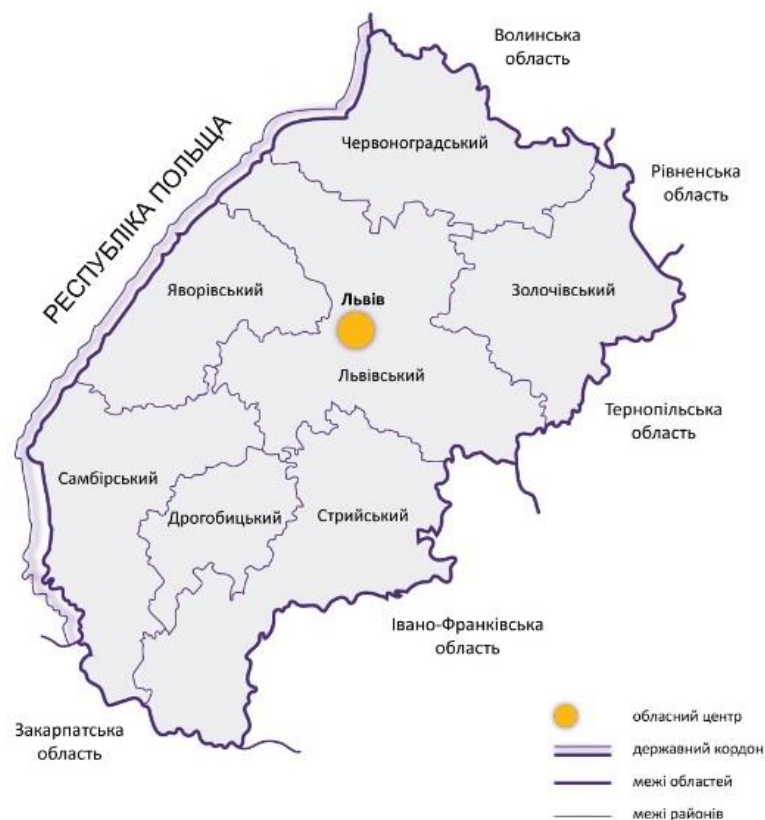 Волинська
область
Червоноградський
Рівненська
область
РЕСПУБЛІКА ПОЛЬЩА
Яворівський
Львів
Золочівський
Львівський
Тернопільська
область
Самбірський
Дрогобицький
Стрийський
Івано-Франківська
область
Закарпатська
область
обласний центр
державний кордон
межі областей
межі районів